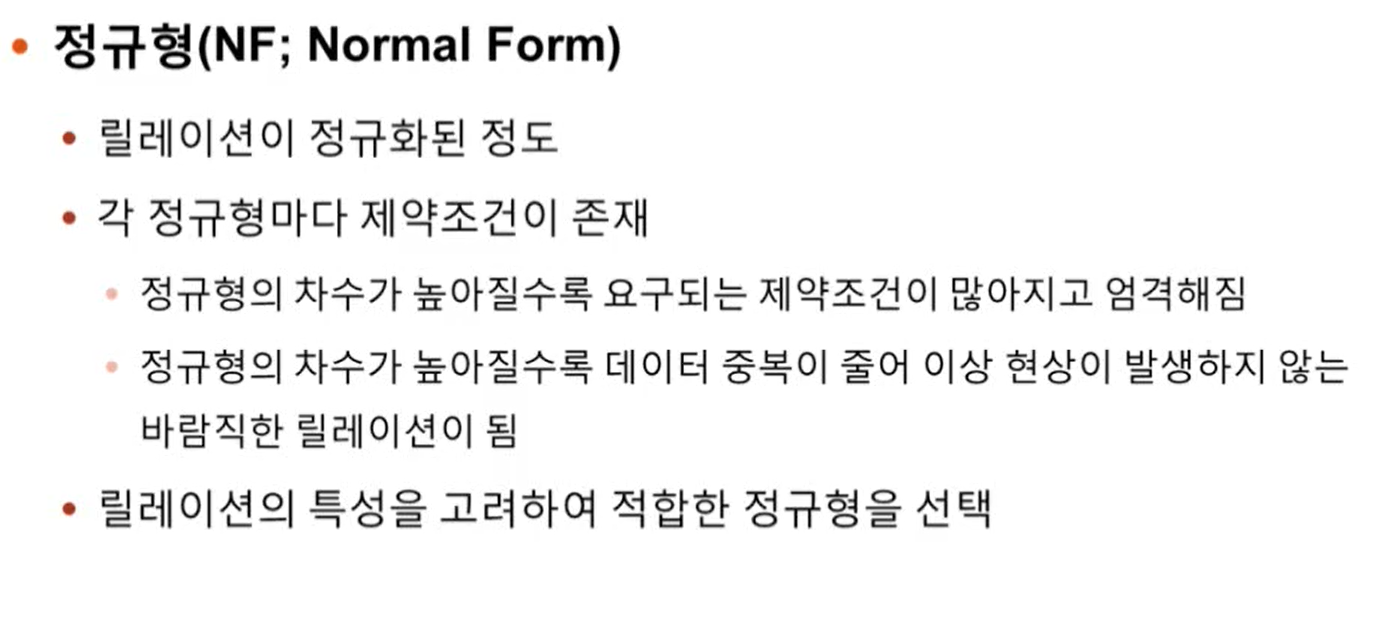 • 정규형(NF; Normal Form)
• 릴레이션이 정규화된 정도
• 각 정규형마다 제약조건이 존재
• 정규형의 차수가 높아질수록 요구되는 제약조건이 많아지고 엄격해짐
• 정규형의 차수가 높아질수록 데이터 중복이 줄어 이상 현상이 발생하지 않는
바람직한 릴레이션이 됨
• 릴레이션의 특성을 고려하여 적합한 정규형을 선택